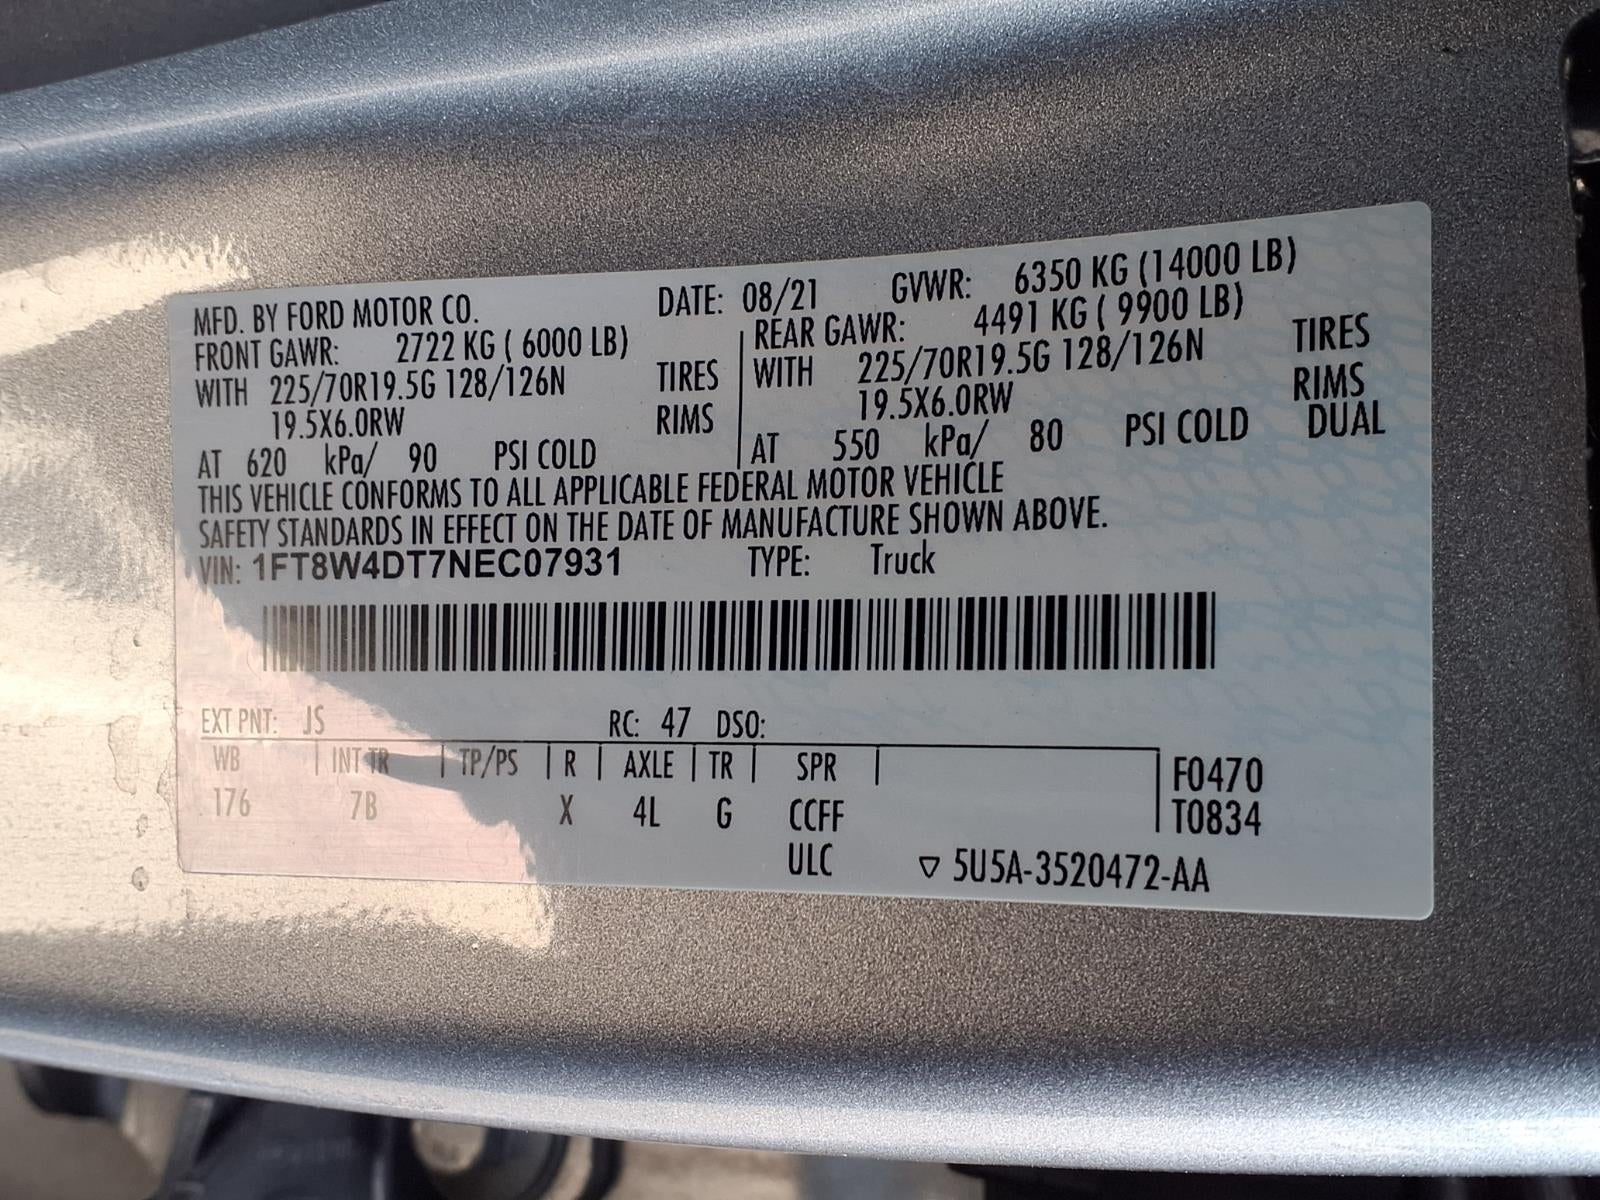 MFD. BY FORD MOTOR CO. DATE: 08/21 GVWR: 6350 KG (14000 LB)
FRONT GAWR: 2722 KG ( 6000 LB) REAR GAWR: 4491 KG ( 9900 LB)
WITH 225/70R19.5G 128/126N TIRES WITH 225/70R19.5G 128/126N TIRES
19.5X6.0RW RIMS 19.5X6.0RW RIMS
AT 620 kPa/ 90 PSI COLD AT 550 kPa/ 80 PSI COLD DUAL
THIS VEHICLE CONFORMS TO ALL APPLICABLE FEDERAL MOTOR VEHICLE
SAFETY STANDARDS IN EFFECT ON THE DATE OF MANUFACTURE SHOWN ABOVE.
VIN: 1FT8W4DT7NEC07931 TYPE: Truck
EXT PNT: JS RC: 47 DSO:
WB INT TR TP/PS R AXLE TR SPR F0470
176 7B X 4L G CCFF T0834
ULC ▽ 5U5A-3520472-AA